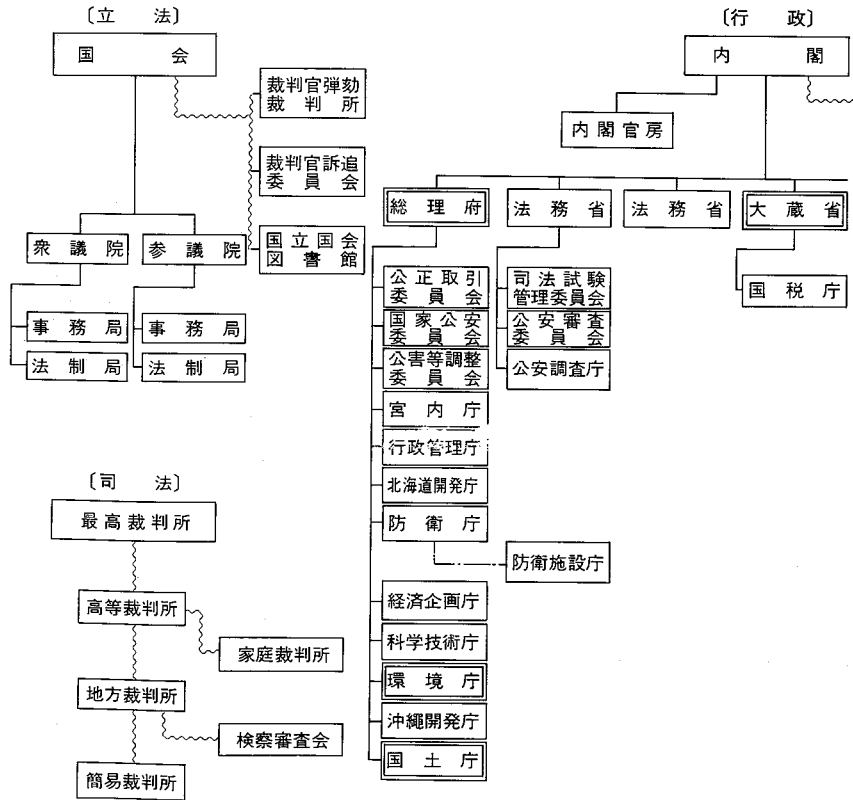 〔立　法〕
国　会
裁判官弾劾
裁判所
裁判官訴追
委員会
国立国会
図書館
衆議院
参議院
事務局
法制局
事務局
法制局
〔司　法〕
最高裁判所
高等裁判所
家庭裁判所
地方裁判所
検察審査会
簡易裁判所
〔行　政〕
内　閣
内閣官房
総理府
法務省
法務省
大蔵省
公正取引
委員会
国家公安
委員会
公害等調整
委員会
宮内庁
行政管理庁
北海道開発庁
防衛庁
防衛施設庁
経済企画庁
科学技術庁
環境庁
沖縄開発庁
国土庁
司法試験
管理委員会
公安審査
委員会
公安調査庁
国税庁